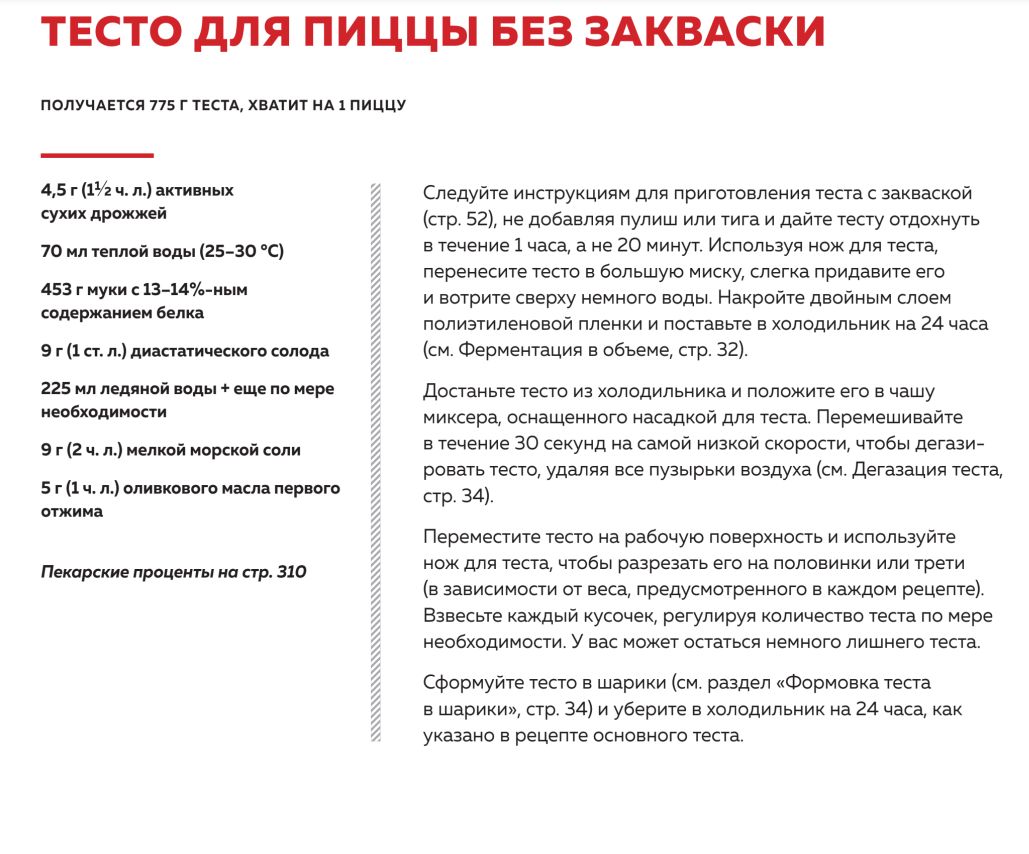 ТЕСТО ДЛЯ ПИЦЦЫ БЕЗ ЗАКВАСКИ
ПОЛУЧАЕТСЯ 775 Г ТЕСТА, ХВАТИТ НА 1 ПИЦЦУ
4,5 г (1½ ч. л.) активных
сухих дрожжей
70 мл теплой воды (25–30 °C)
453 г муки с 13–14%-ным
содержанием белка
9 г (1 ст. л.) диастатического солода
225 мл ледяной воды + еще по мере
необходимости
9 г (2 ч. л.) мелкой морской соли
5 г (1 ч. л.) оливкового масла первого
отжима
Пекарские проценты на стр. 310
Следуйте инструкциям для приготовления теста с закваской
(стр. 52), не добавляя пулиш или тига и дайте тесту отдохнуть
в течение 1 часа, а не 20 минут. Используя нож для теста,
перенесите тесто в большую миску, слегка придавите его
и вотрите сверху немного воды. Накройте двойным слоем
полиэтиленовой пленки и поставьте в холодильник на 24 часа
(см. Ферментация в объеме, стр. 32).
Достаньте тесто из холодильника и положите его в чашу
миксера, оснащенного насадкой для теста. Перемешивайте
в течение 30 секунд на самой низкой скорости, чтобы дегази-
ровать тесто, удаляя все пузырьки воздуха (см. Дегазация теста,
стр. 34).
Переместите тесто на рабочую поверхность и используйте
нож для теста, чтобы разрезать его на половинки или трети
(в зависимости от веса, предусмотренного в каждом рецепте).
Взвесьте каждый кусочек, регулируя количество теста по мере
необходимости. У вас может остаться немного лишнего теста.
Сформуйте тесто в шарики (см. раздел «Формовка теста
в шарики», стр. 34) и уберите в холодильник на 24 часа, как
указано в рецепте основного теста.